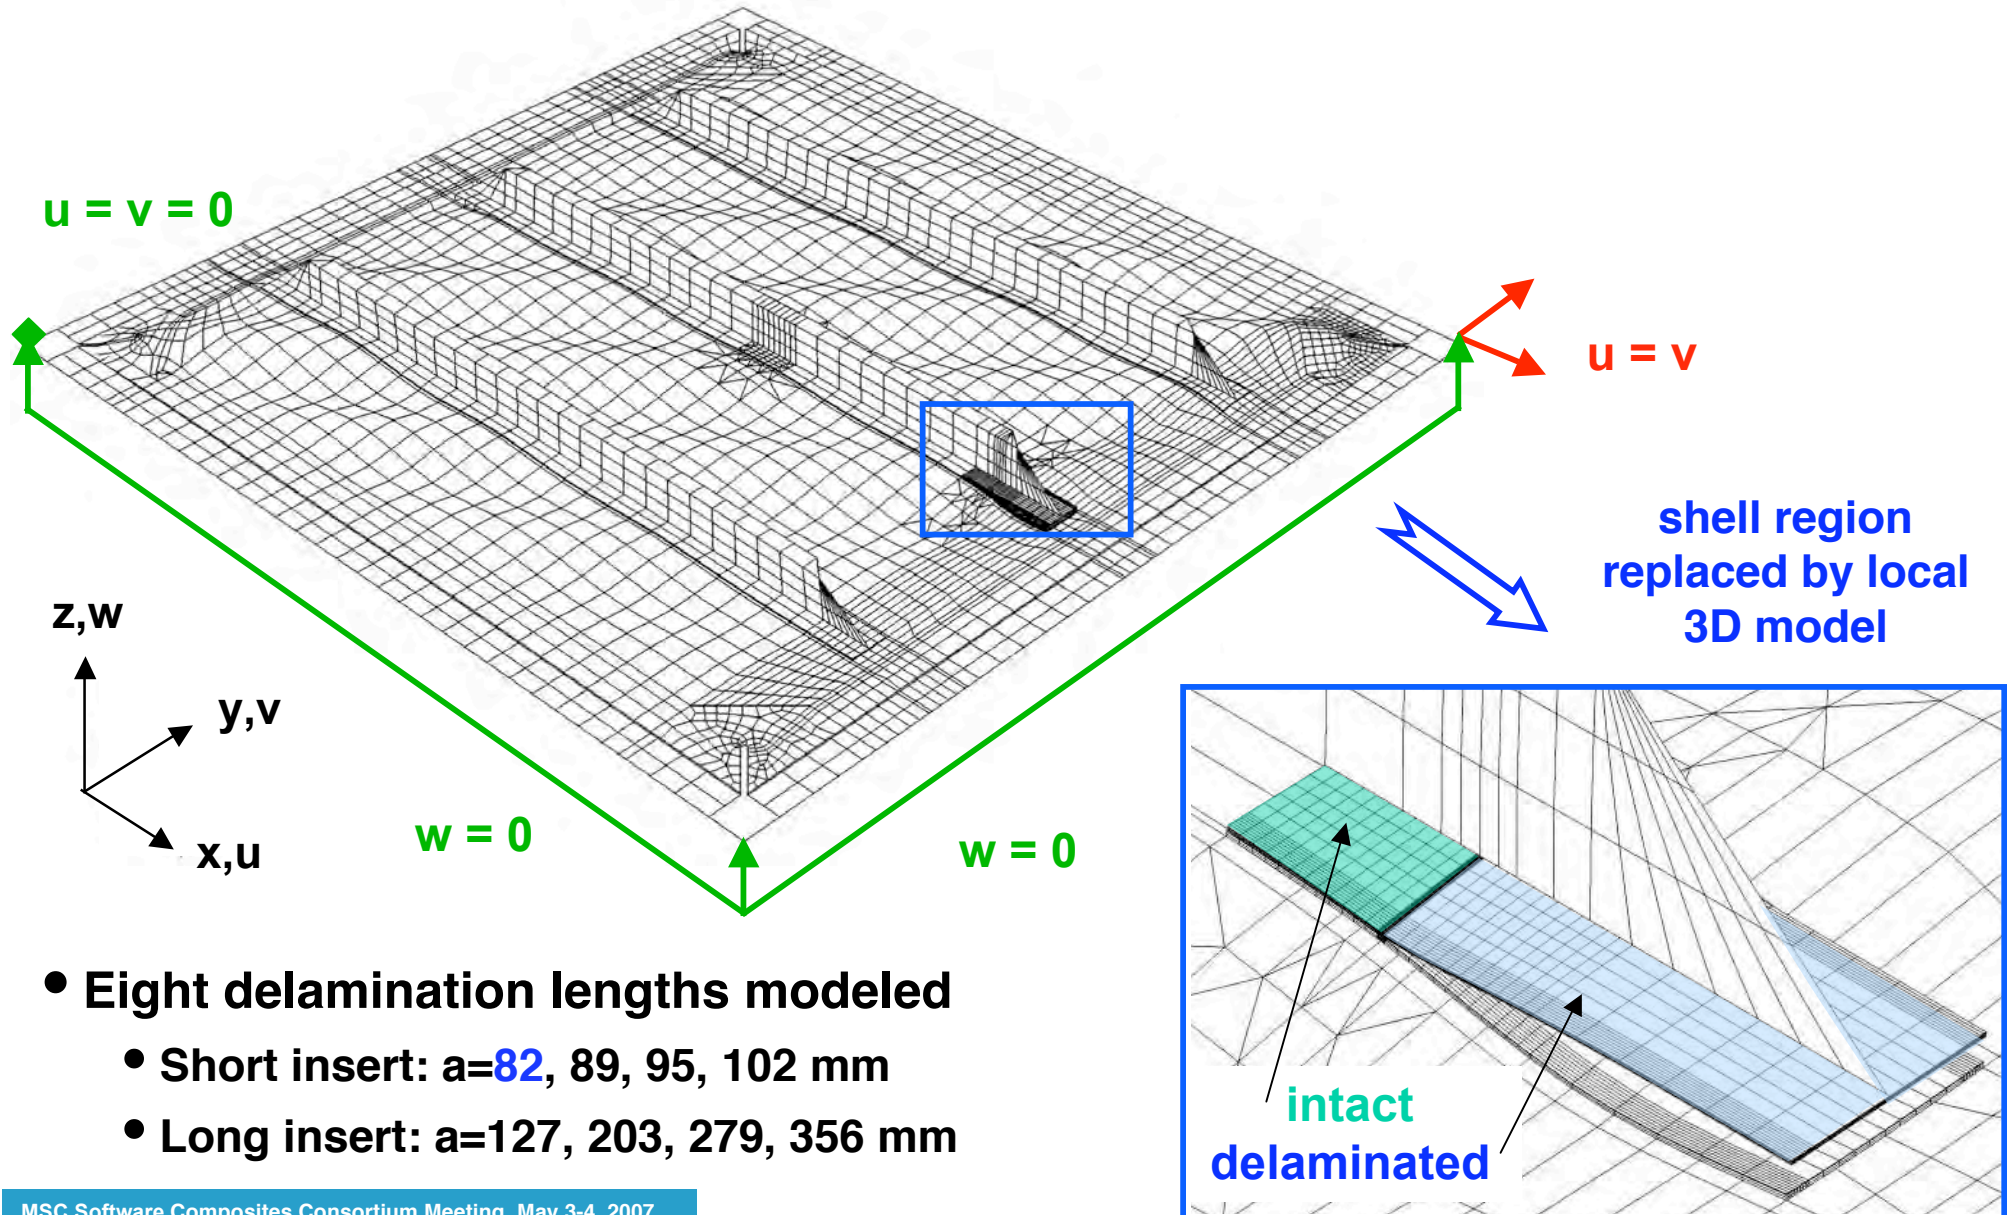 u = v = 0
u = v
shell region
replaced by local
3D model
z,w
y,v
x,u
w = 0
w = 0
• Eight delamination lengths modeled
• Short insert: a=82, 89, 95, 102 mm
• Long insert: a=127, 203, 279, 356 mm
intact
delaminated
MSC Software Composites Consortium Meeting, May 3-4, 2007